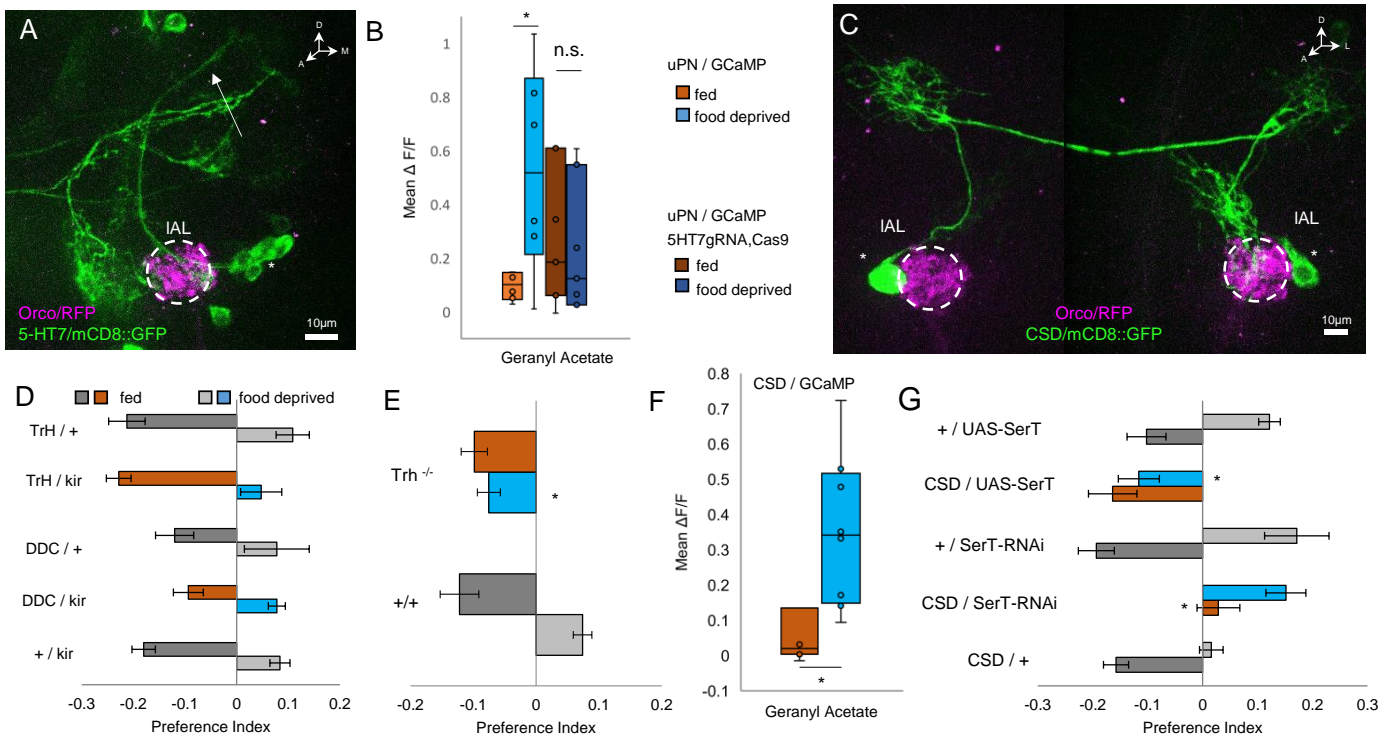 A
D
M
A
lAL
*
Orco/RFP
5-HT7/mCD8::GFP
10μm
B
*
n.s.
1
0.8
0.6
0.4
0.2
0
Mean Δ F/F
Geranyl Acetate
uPN / GCaMP
fed
food deprived
uPN / GCaMP
5HT7gRNA,Cas9
fed
food deprived
C
D
L
A
lAL
lAL
*
*
Orco/RFP
CSD/mCD8::GFP
10μm
D
fed
food deprived
TrH / +
TrH / kir
DDC / +
DDC / kir
+ / kir
-0.3 -0.2 -0.1 0 0.1 0.2
Preference Index
E
Trh -/-
*
+/+
-0.2 -0.1 0 0.1 0.2
Preference Index
F
CSD / GCaMP
0.8
0.7
0.6
0.5
0.4
0.3
0.2
0.1
0
-0.1
Mean ΔF/F
*
Geranyl Acetate
G
+ / UAS-SerT
CSD / UAS-SerT
*
+ / SerT-RNAi
CSD / SerT-RNAi
*
CSD / +
-0.3 -0.2 -0.1 0 0.1 0.2 0.3
Preference Index